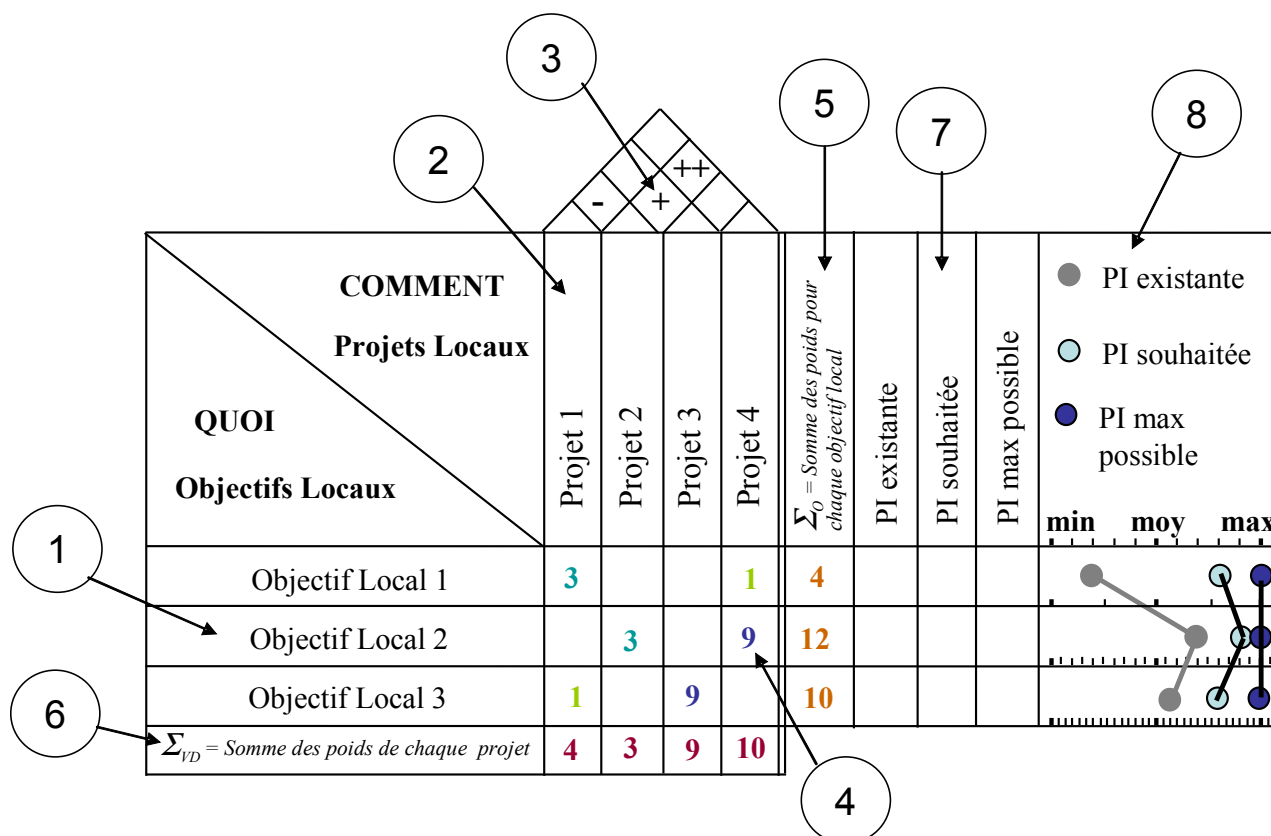 3
5
7
8
2
++
- +
COMMENT
Projets Locaux
QUOI
Objectifs Locaux
Projet 1
Projet 2
Projet 3
Projet 4
Σ_O = Somme des poids pour
chaque objectif local
PI existante
PI souhaitée
PI max possible
PI existante
PI souhaitée
PI max
possible
min moy max
1
Objectif Local 1 3 1 4
Objectif Local 2 3 9 12
Objectif Local 3 1 9 10
6
Σ_VD = Somme des poids de chaque projet 4 3 9 10
4